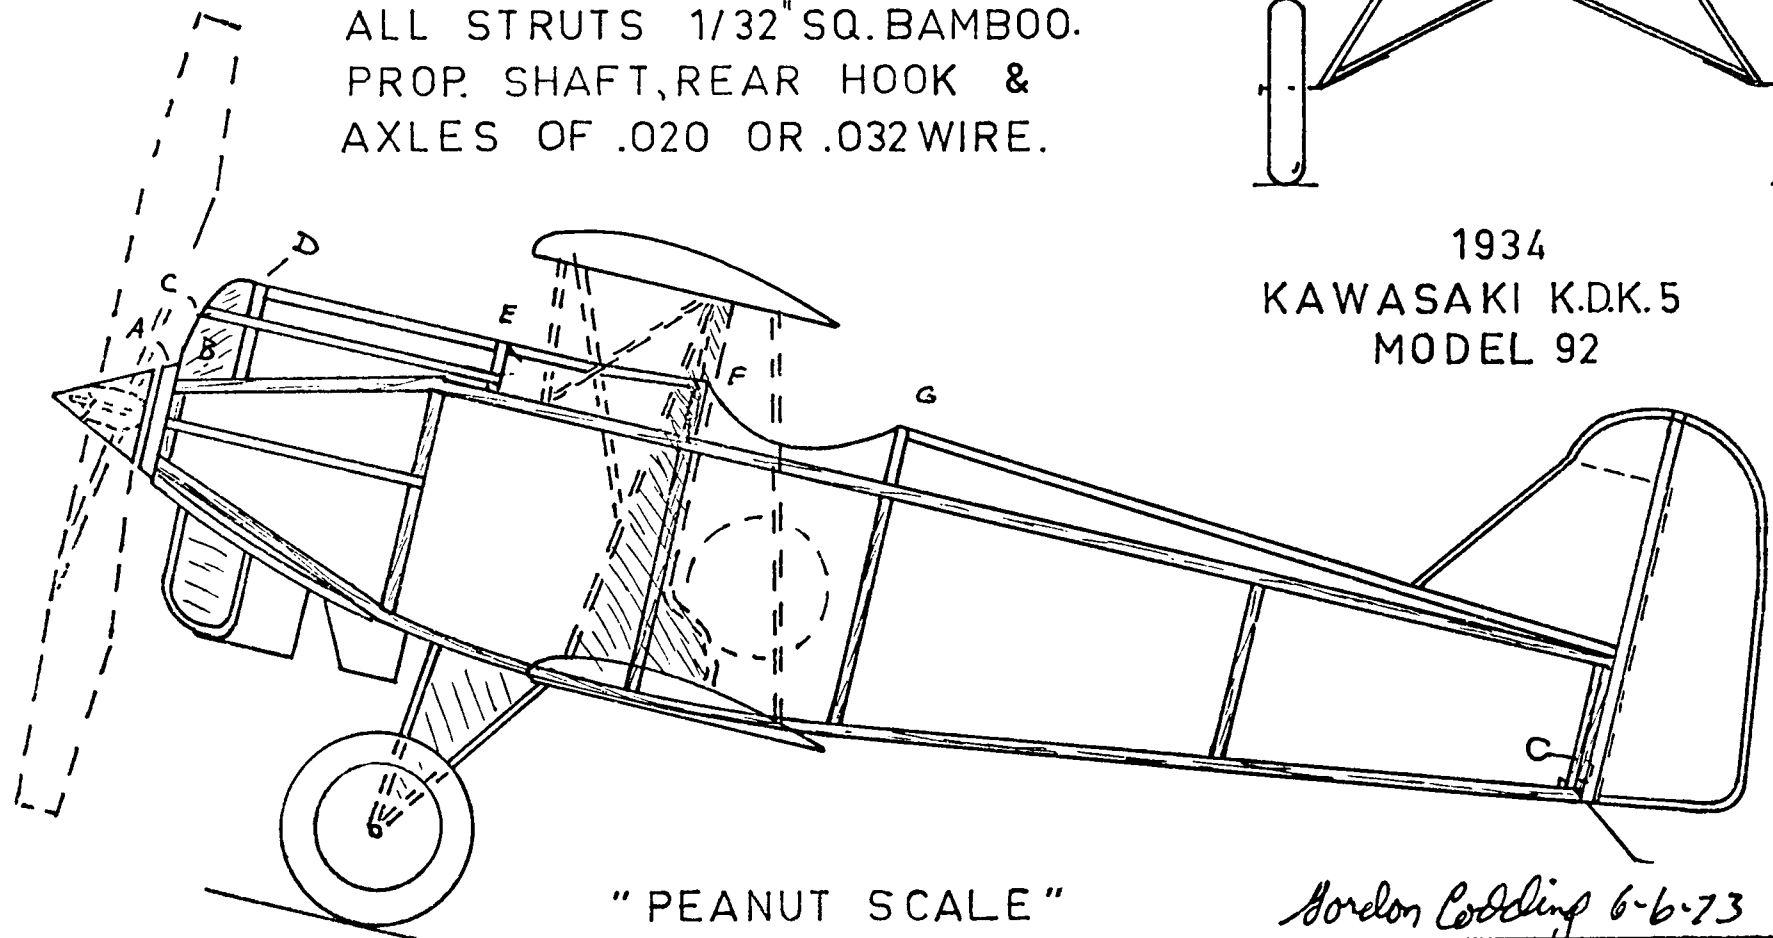 ALL STRUTS 1/32" SQ. BAMBOO.
PROP. SHAFT, REAR HOOK &
AXLES OF .020 OR .032 WIRE.
1934
KAWASAKI K.D.K. 5
MODEL 92
D
C
A
B
E
F
G
C
"PEANUT SCALE"
Gordon Codding 6-6-73